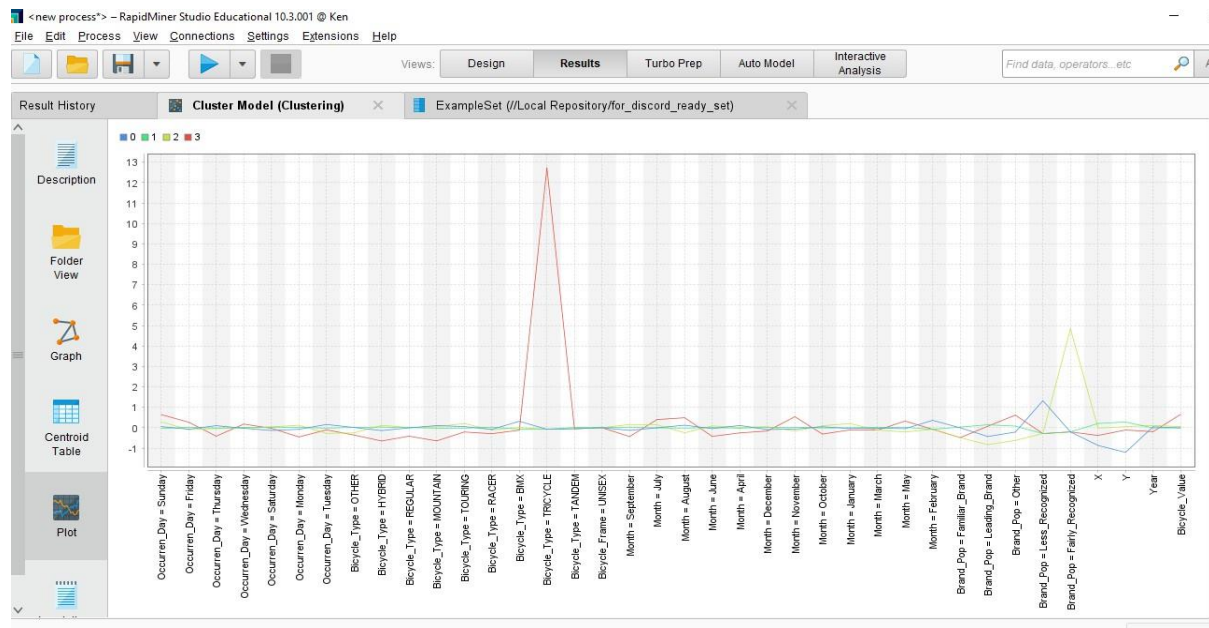 <new process*> – RapidMiner Studio Educational 10.3.001 @ Ken
File Edit Process View Connections Settings Extensions Help
Views: Design Results Turbo Prep Auto Model Interactive Analysis Find data, operators...etc
Result History Cluster Model (Clustering) ExampleSet (//Local Repository/for_discord_ready_set)
0 1 2 3
Description
Folder View
Graph
Centroid Table
Plot
13
12
11
10
9
8
7
6
5
4
3
2
1
0
-1
Occurren_Day = Sunday
Occurren_Day = Friday
Occurren_Day = Thursday
Occurren_Day = Wednesday
Occurren_Day = Saturday
Occurren_Day = Monday
Occurren_Day = Tuesday
Bicycle_Type = OTHER
Bicycle_Type = HYBRID
Bicycle_Type = REGULAR
Bicycle_Type = MOUNTAIN
Bicycle_Type = TOURING
Bicycle_Type = RACER
Bicycle_Type = BMX
Bicycle_Type = TRICYCLE
Bicycle_Type = TANDEM
Bicycle_Frame = UNISEX
Month = September
Month = July
Month = August
Month = June
Month = April
Month = December
Month = November
Month = October
Month = January
Month = March
Month = May
Month = February
Brand_Pop = Familiar_Brand
Brand_Pop = Leading_Brand
Brand_Pop = Other
Brand_Pop = Less_Recognized
Brand_Pop = Fairly_Recognized
X
Y
Year
Bicycle_Value